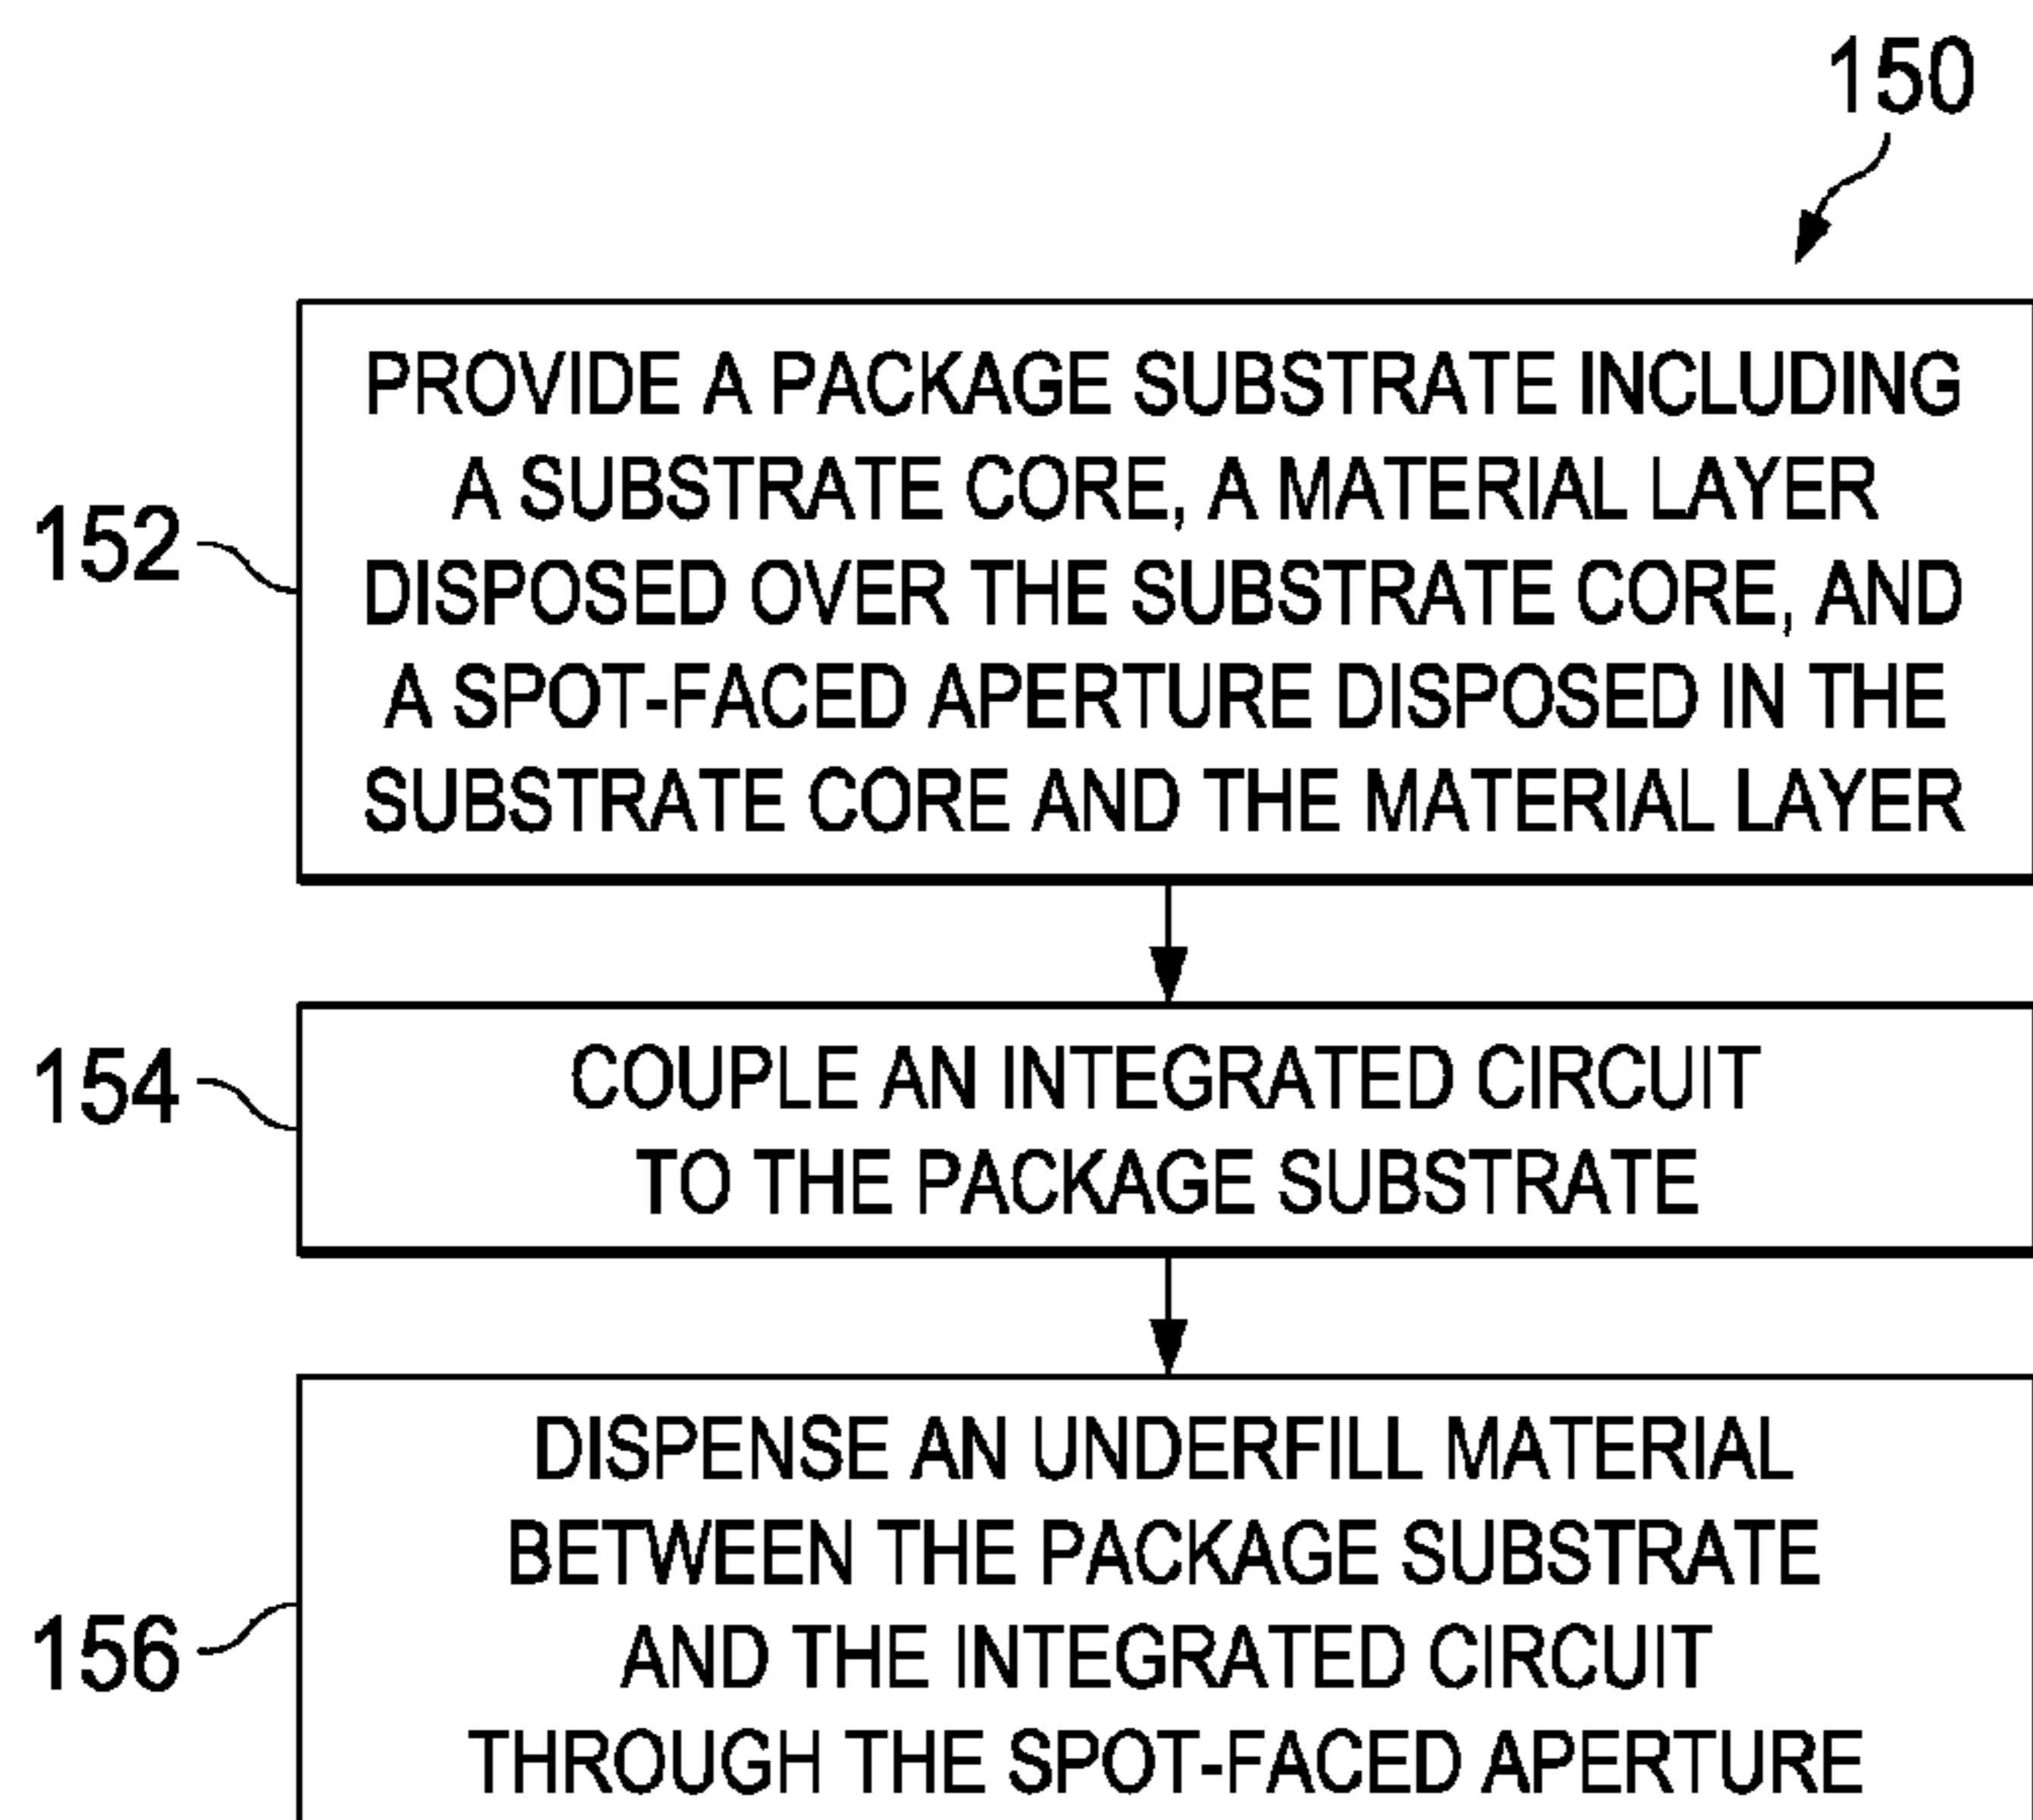 150
152
PROVIDE A PACKAGE SUBSTRATE INCLUDING
A SUBSTRATE CORE, A MATERIAL LAYER
DISPOSED OVER THE SUBSTRATE CORE, AND
A SPOT-FACED APERTURE DISPOSED IN THE
SUBSTRATE CORE AND THE MATERIAL LAYER
154
COUPLE AN INTEGRATED CIRCUIT
TO THE PACKAGE SUBSTRATE
156
DISPENSE AN UNDERFILL MATERIAL
BETWEEN THE PACKAGE SUBSTRATE
AND THE INTEGRATED CIRCUIT
THROUGH THE SPOT-FACED APERTURE